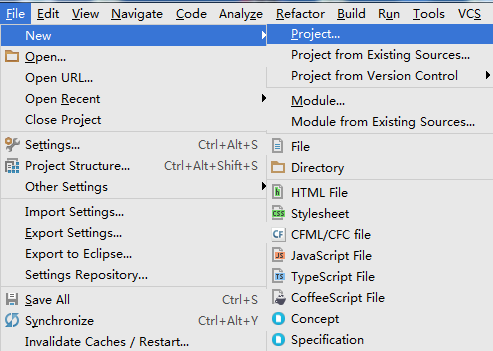 File Edit View Navigate Code Analyze Refactor Build Run Tools VCS
New
Open...
Open URL...
Open Recent
Close Project
Settings... Ctrl+Alt+S
Project Structure... Ctrl+Alt+Shift+S
Other Settings
Import Settings...
Export Settings...
Export to Eclipse...
Settings Repository...
Save All Ctrl+S
Synchronize Ctrl+Alt+Y
Invalidate Caches / Restart...
Project...
Project from Existing Sources...
Project from Version Control
Module...
Module from Existing Sources...
File
Directory
HTML File
CSS Stylesheet
CF CFML/CFC file
JavaScript File
TypeScript File
CoffeeScript File
Concept
Specification